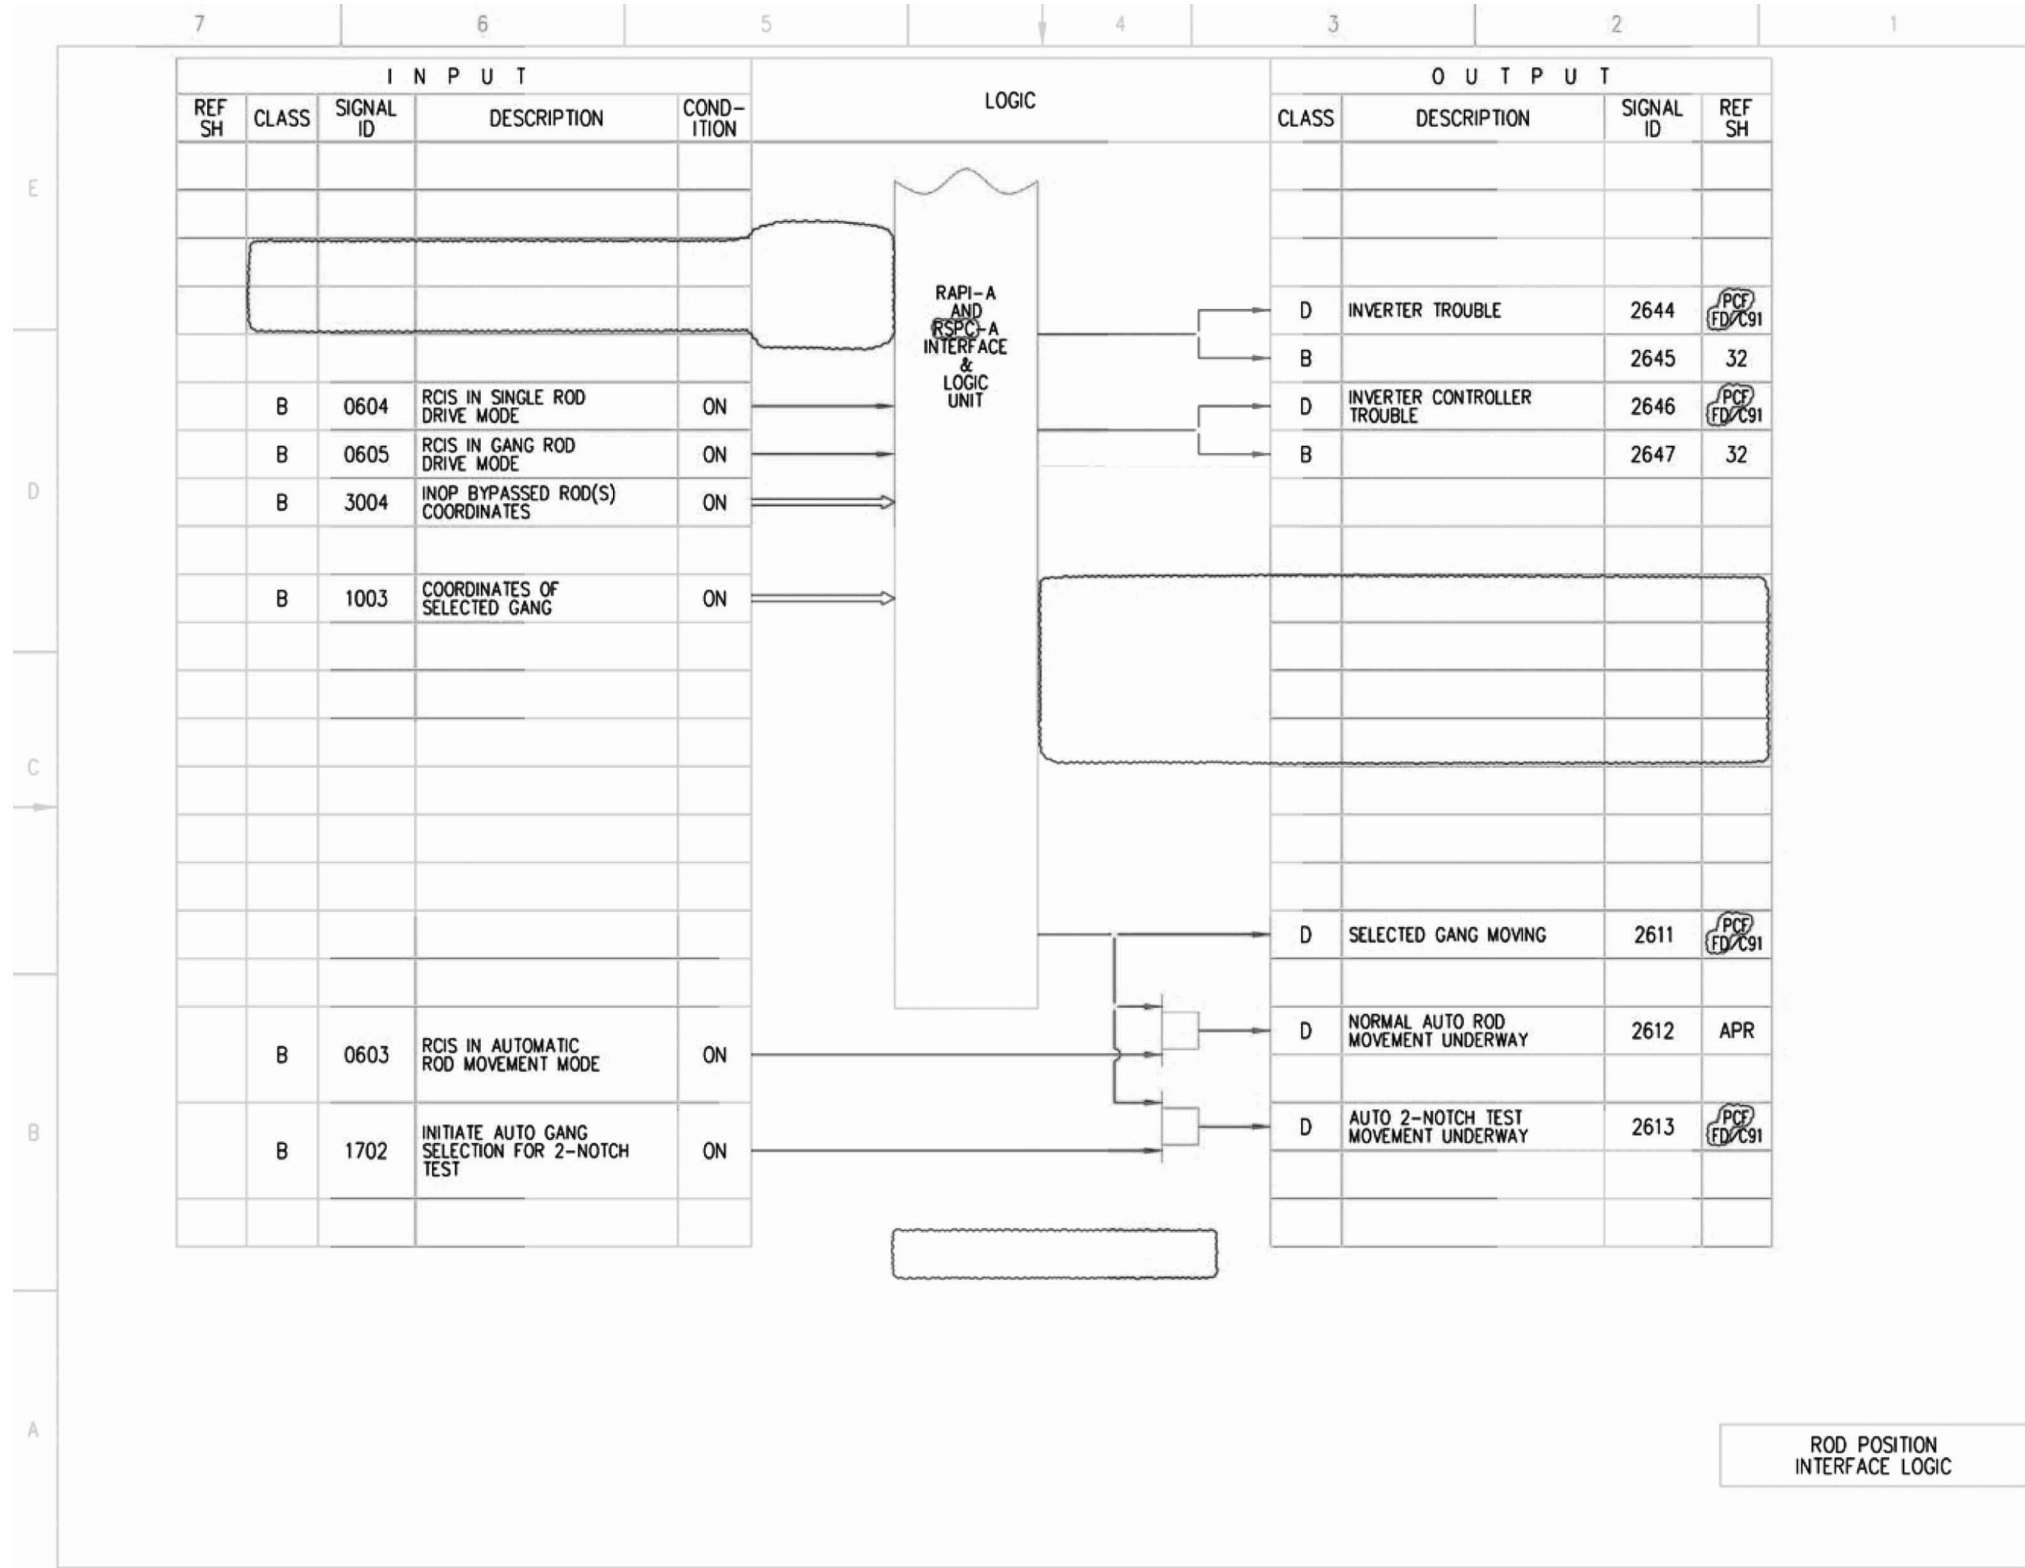 7 6 5 4 3 2 1
I N P U T
LOGIC
O U T P U T
REF SH
CLASS
SIGNAL ID
DESCRIPTION
COND-
ITION
CLASS
DESCRIPTION
SIGNAL ID
REF SH
E
D
C
B
A
RAPI-A
AND
RSPC-A
INTERFACE
&
LOGIC
UNIT
B 0604 RCIS IN SINGLE ROD
DRIVE MODE ON
B 0605 RCIS IN GANG ROD
DRIVE MODE ON
B 3004 INOP BYPASSED ROD(S)
COORDINATES ON
B 1003 COORDINATES OF
SELECTED GANG ON
B 0603 RCIS IN AUTOMATIC
ROD MOVEMENT MODE ON
B 1702 INITIATE AUTO GANG
SELECTION FOR 2-NOTCH
TEST ON
D INVERTER TROUBLE 2644 PCF
FD/C91
B 2645 32
D INVERTER CONTROLLER
TROUBLE 2646 PCF
FD/C91
B 2647 32
D SELECTED GANG MOVING 2611 PCF
FD/C91
D NORMAL AUTO ROD
MOVEMENT UNDERWAY 2612 APR
D AUTO 2-NOTCH TEST
MOVEMENT UNDERWAY 2613 PCF
FD/C91
ROD POSITION
INTERFACE LOGIC